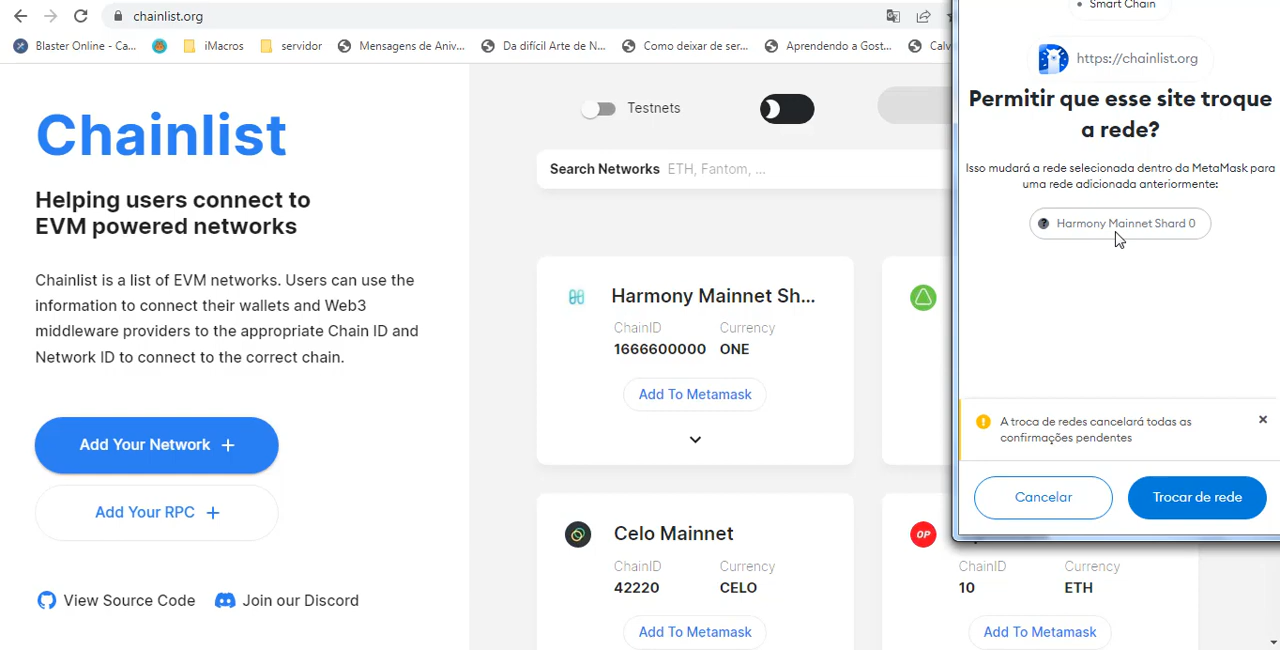 chainlist.org
Blaster Online - Ca...
iMacros
servidor
Mensagens de Aniv...
Da difícil Arte de N...
Como deixar de ser...
Aprendendo a Gost...
Calv
Chainlist
Helping users connect to
EVM powered networks
Chainlist is a list of EVM networks. Users can use the
information to connect their wallets and Web3
middleware providers to the appropriate Chain ID and
Network ID to connect to the correct chain.
Add Your Network +
Add Your RPC +
View Source Code
Join our Discord
Testnets
Search Networks ETH, Fantom, ...
Harmony Mainnet Sh...
ChainID Currency
1666600000 ONE
Add To Metamask
Celo Mainnet
ChainID Currency
42220 CELO
Add To Metamask
OP
ChainID Currency
10 ETH
Add To Metamask
Smart Chain
https://chainlist.org
Permitir que esse site troque
a rede?
Isso mudará a rede selecionada dentro da MetaMask para
uma rede adicionada anteriormente:
? Harmony Mainnet Shard 0
A troca de redes cancelará todas as
confirmações pendentes
Cancelar
Trocar de rede